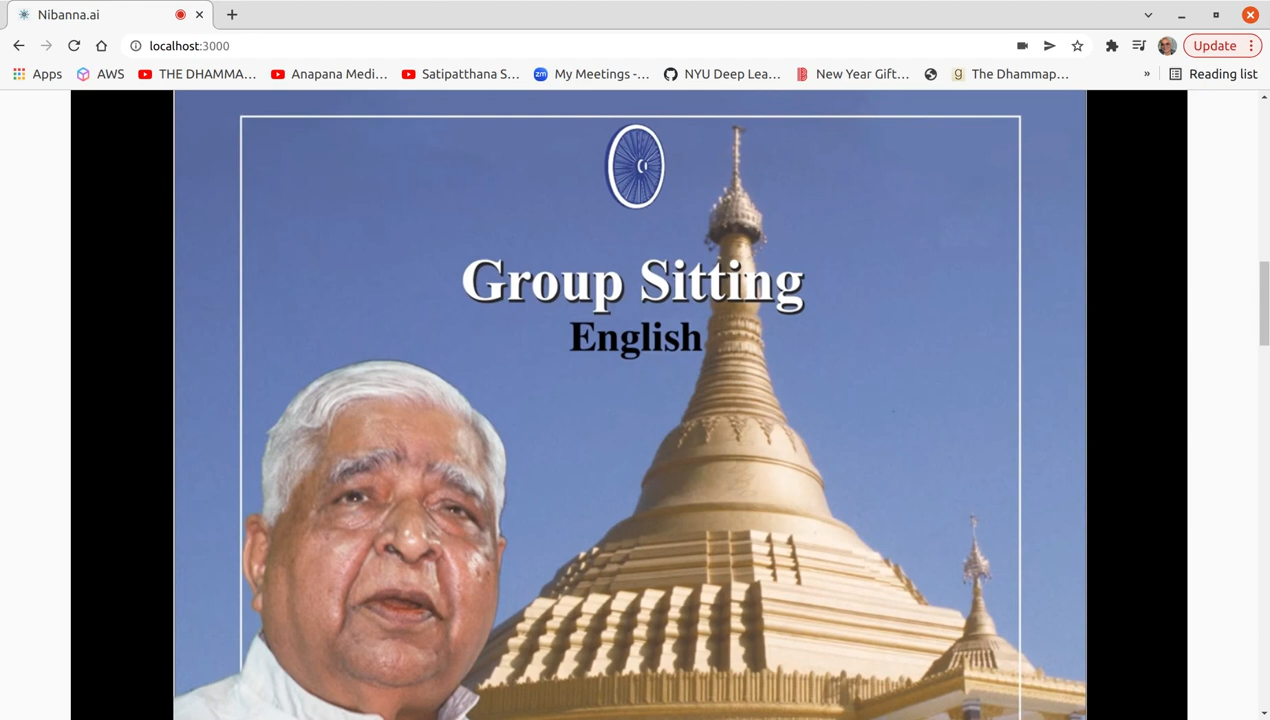 Nibanna.ai
localhost:3000
Update
Apps
AWS
THE DHAMMA...
Anapana Medi...
Satipatthana S...
zm
My Meetings -...
NYU Deep Lea...
New Year Gift...
g
The Dhammap...
»
Reading list
Group Sitting
English